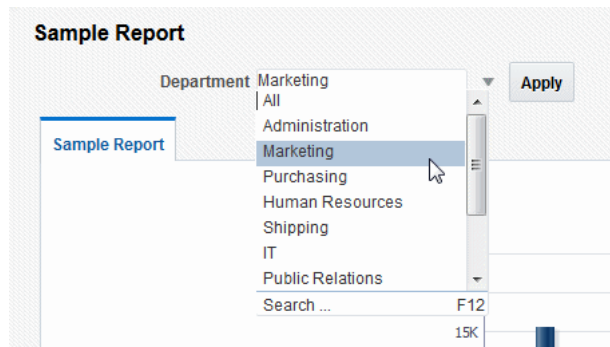 Sample Report
Department Marketing Apply
All
Administration
Sample Report
Marketing
Purchasing
Human Resources
Shipping
IT
Public Relations
Search ... F12
15K